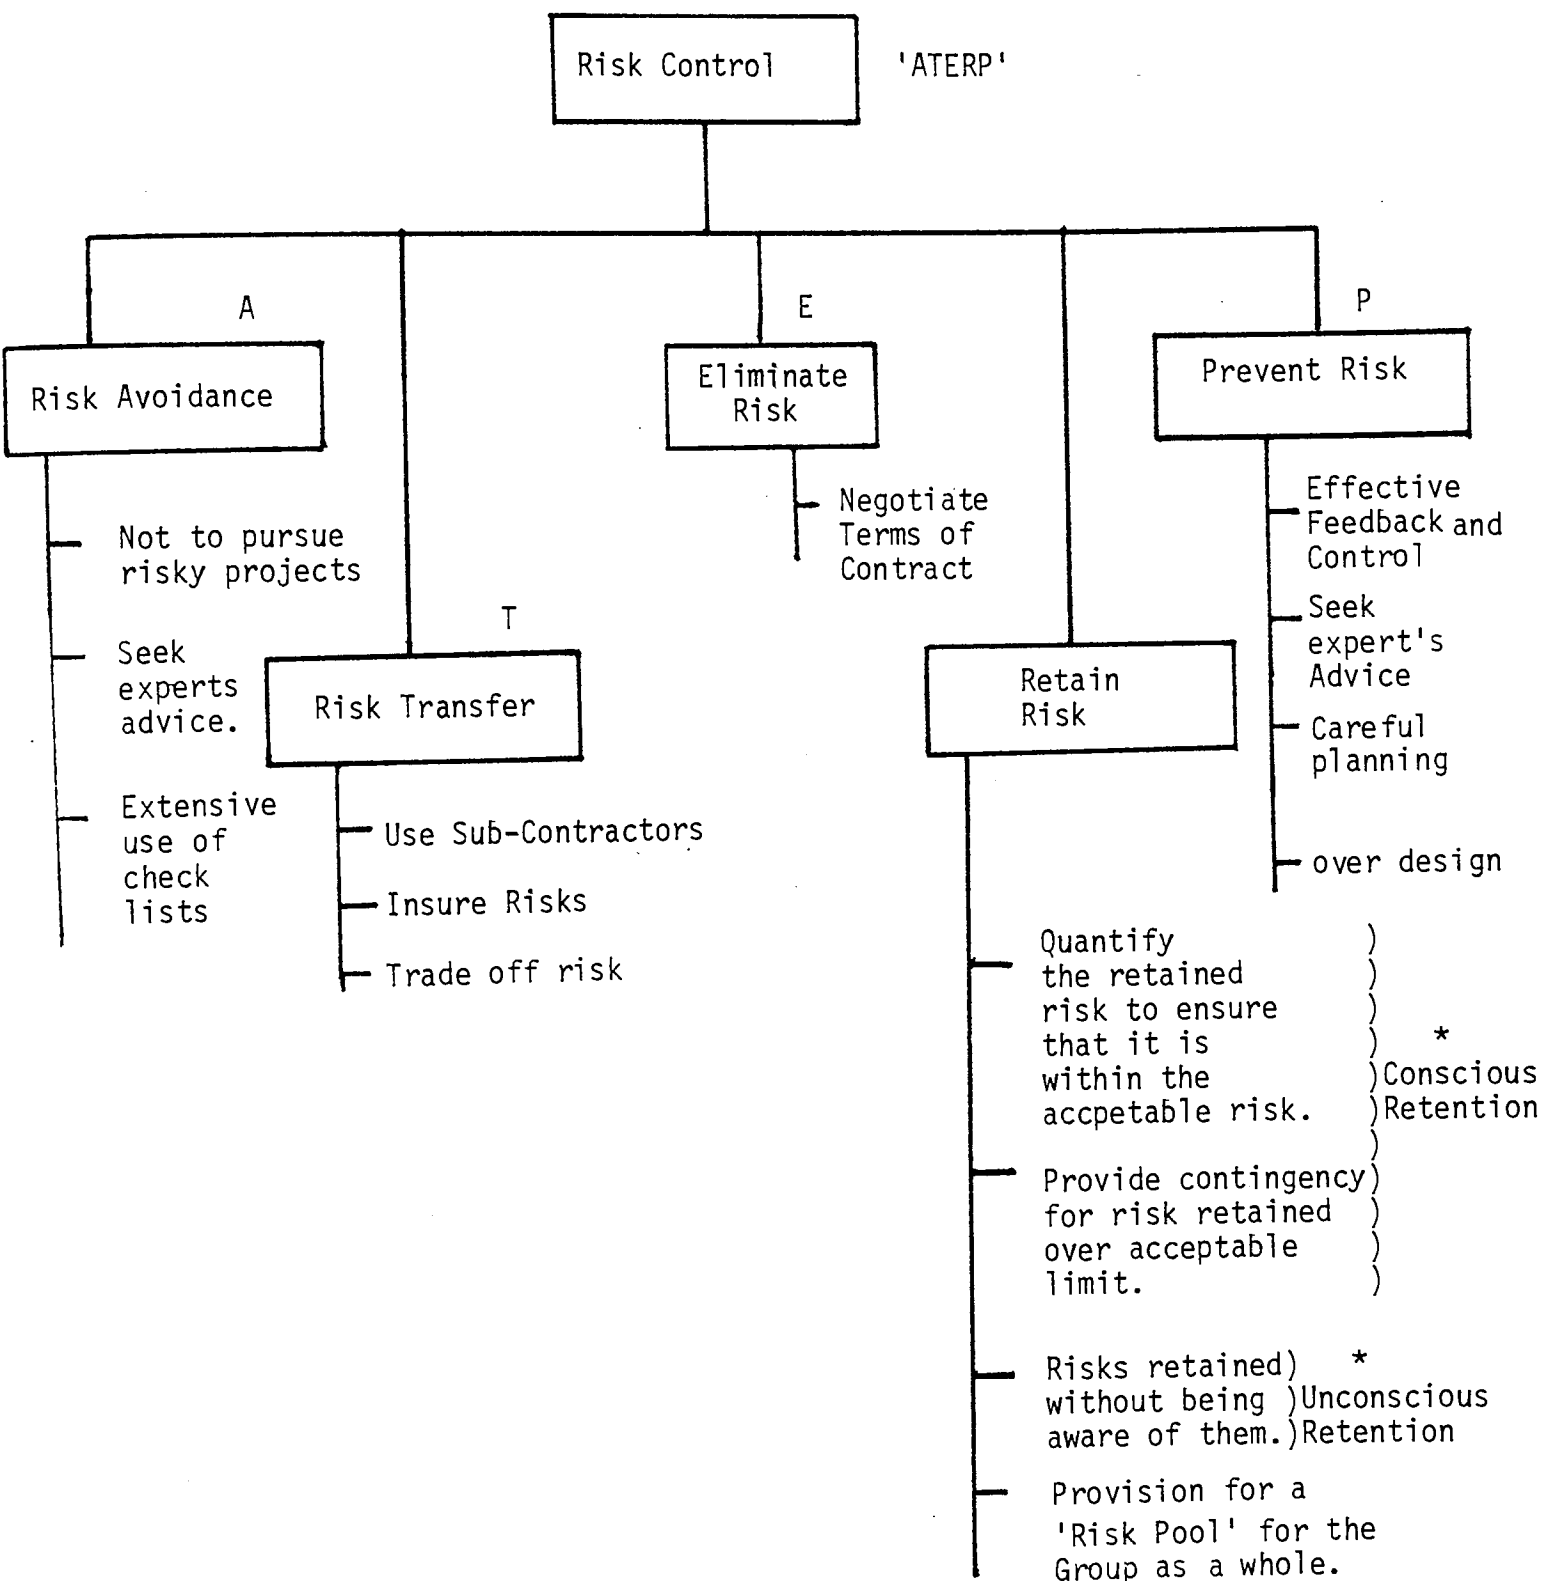 Risk Control
'ATERP'
A
Risk Avoidance
Not to pursue
risky projects
Seek
experts
advice.
Extensive
use of
check
lists
T
Risk Transfer
Use Sub-Contractors
Insure Risks
Trade off risk
E
Eliminate
Risk
Negotiate
Terms of
Contract
Retain
Risk
Quantify )
the retained )
risk to ensure )
that it is ) *
within the )Conscious
accpetable risk. )Retention
)
Provide contingency)
for risk retained )
over acceptable )
limit. )
Risks retained) *
without being )Unconscious
aware of them.)Retention
Provision for a
'Risk Pool' for the
Group as a whole.
P
Prevent Risk
Effective
Feedback and
Control
Seek
expert's
Advice
Careful
planning
over design